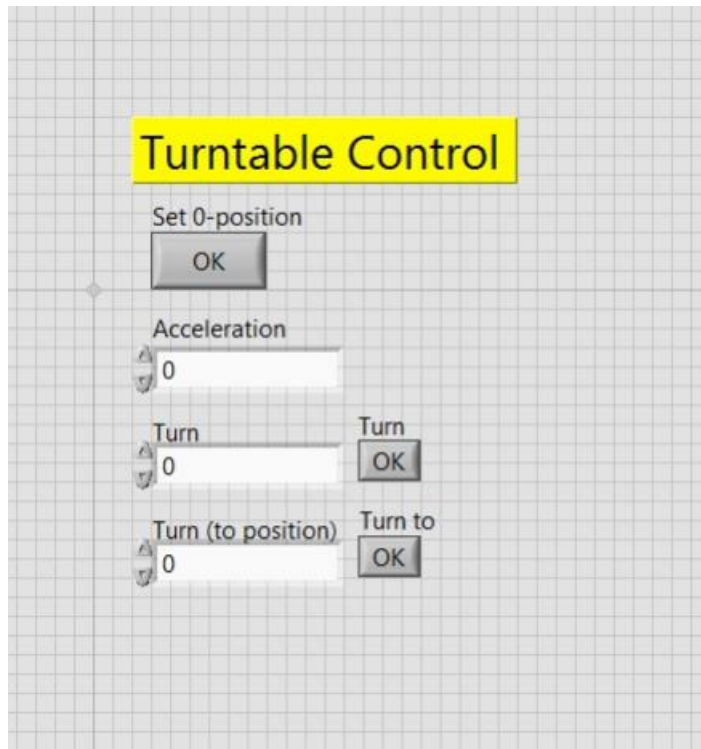 Turntable Control
Set 0-position
OK
Acceleration
0
Turn Turn
0 OK
Turn (to position) Turn to
0 OK